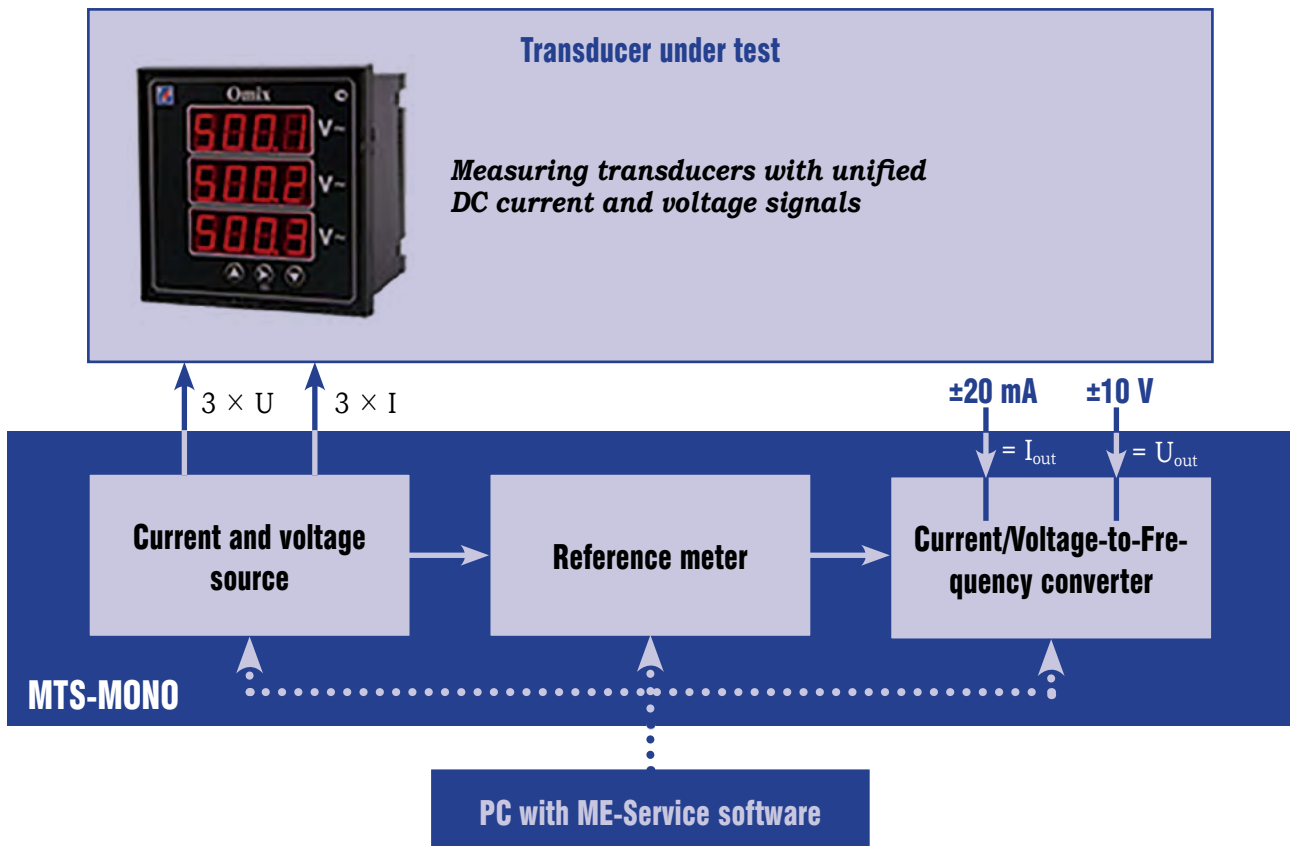 Transducer under test
Omix
500.1 V~
500.2 V~
500.3 V~
Measuring transducers with unified
DC current and voltage signals
3 × U
3 × I
±20 mA
±10 V
= Iout
= Uout
Current and voltage
source
Reference meter
Current/Voltage-to-Fre-
quency converter
MTS-MONO
PC with ME-Service software